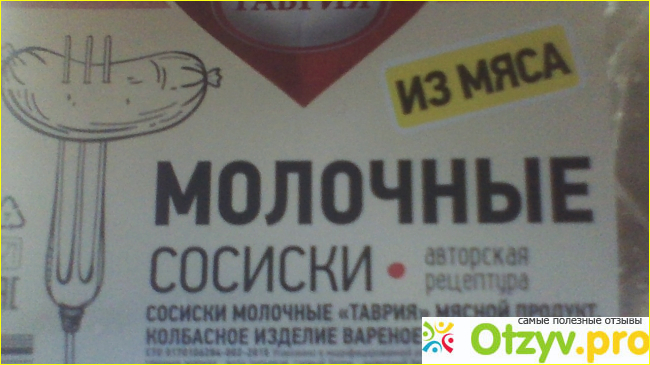 ТАВРИЯ
ИЗ МЯСА
МОЛОЧНЫЕ
СОСИСКИ •
авторская
рецептура
СОСИСКИ МОЛОЧНЫЕ «ТАВРИЯ» МЯСНОЙ ПРОДУКТ
КОЛБАСНОЕ ИЗДЕЛИЕ ВАРЕНОЕ
самые полезные отзывы
Otzyv.pro